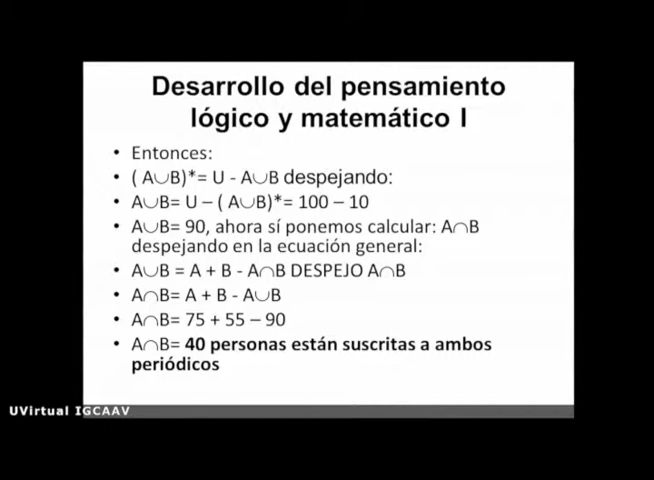 Desarrollo del pensamiento
lógico y matemático I
• Entonces:
• ( A∪B)*= U - A∪B despejando:
• A∪B= U – ( A∪B)*= 100 – 10
• A∪B= 90, ahora sí ponemos calcular: A∩B
despejando en la ecuación general:
• A∪B = A + B - A∩B DESPEJO A∩B
• A∩B= A + B - A∪B
• A∩B= 75 + 55 – 90
• A∩B= 40 personas están suscritas a ambos
periódicos
UVirtual IGCAAV